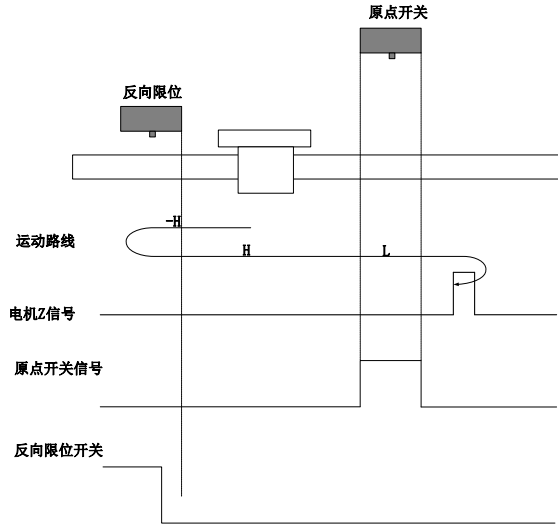 原点开关
反向限位
-H
运动路线
H
L
电机Z信号
原点开关信号
反向限位开关